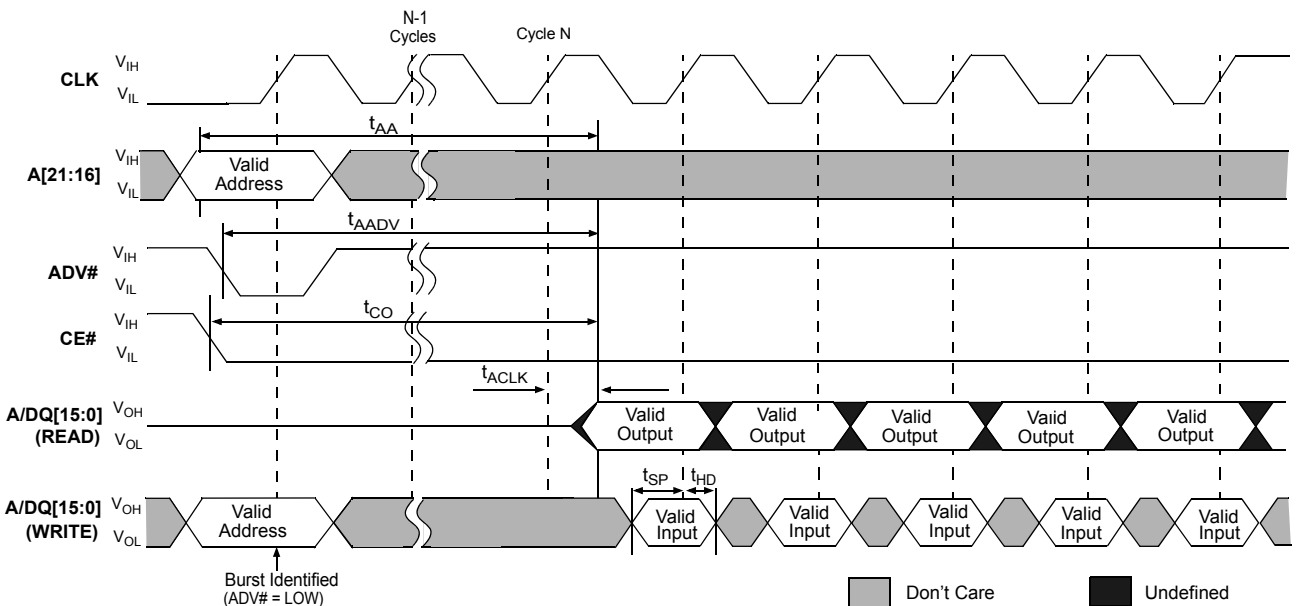 N-1
Cycles
Cycle N
CLK
VIH
VIL
tAA
A[21:16]
VIH
VIL
Valid
Address
tAADV
ADV#
VIH
VIL
tCO
CE#
VIH
VIL
tACLK
A/DQ[15:0]
(READ)
VOH
VOL
Valid
Output
Valid
Output
Valid
Output
Valid
Output
Valid
Output
tSP
tHD
A/DQ[15:0]
(WRITE)
VOH
VOL
Valid
Address
Valid
Input
Valid
Input
Valid
Input
Valid
Input
Valid
Input
Burst Identified
(ADV# = LOW)
Don't Care
Undefined